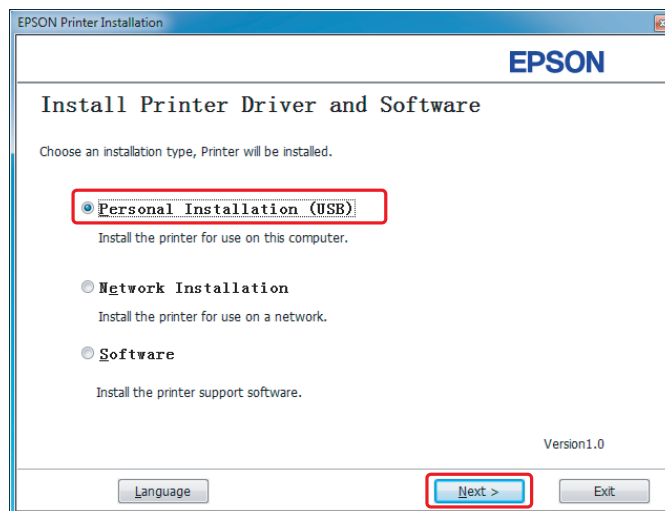 EPSON Printer Installation
EPSON
Install Printer Driver and Software
Choose an installation type, Printer will be installed.
Personal Installation (USB)
Install the printer for use on this computer.
Network Installation
Install the printer for use on a network.
Software
Install the printer support software.
Version1.0
Language Next > Exit